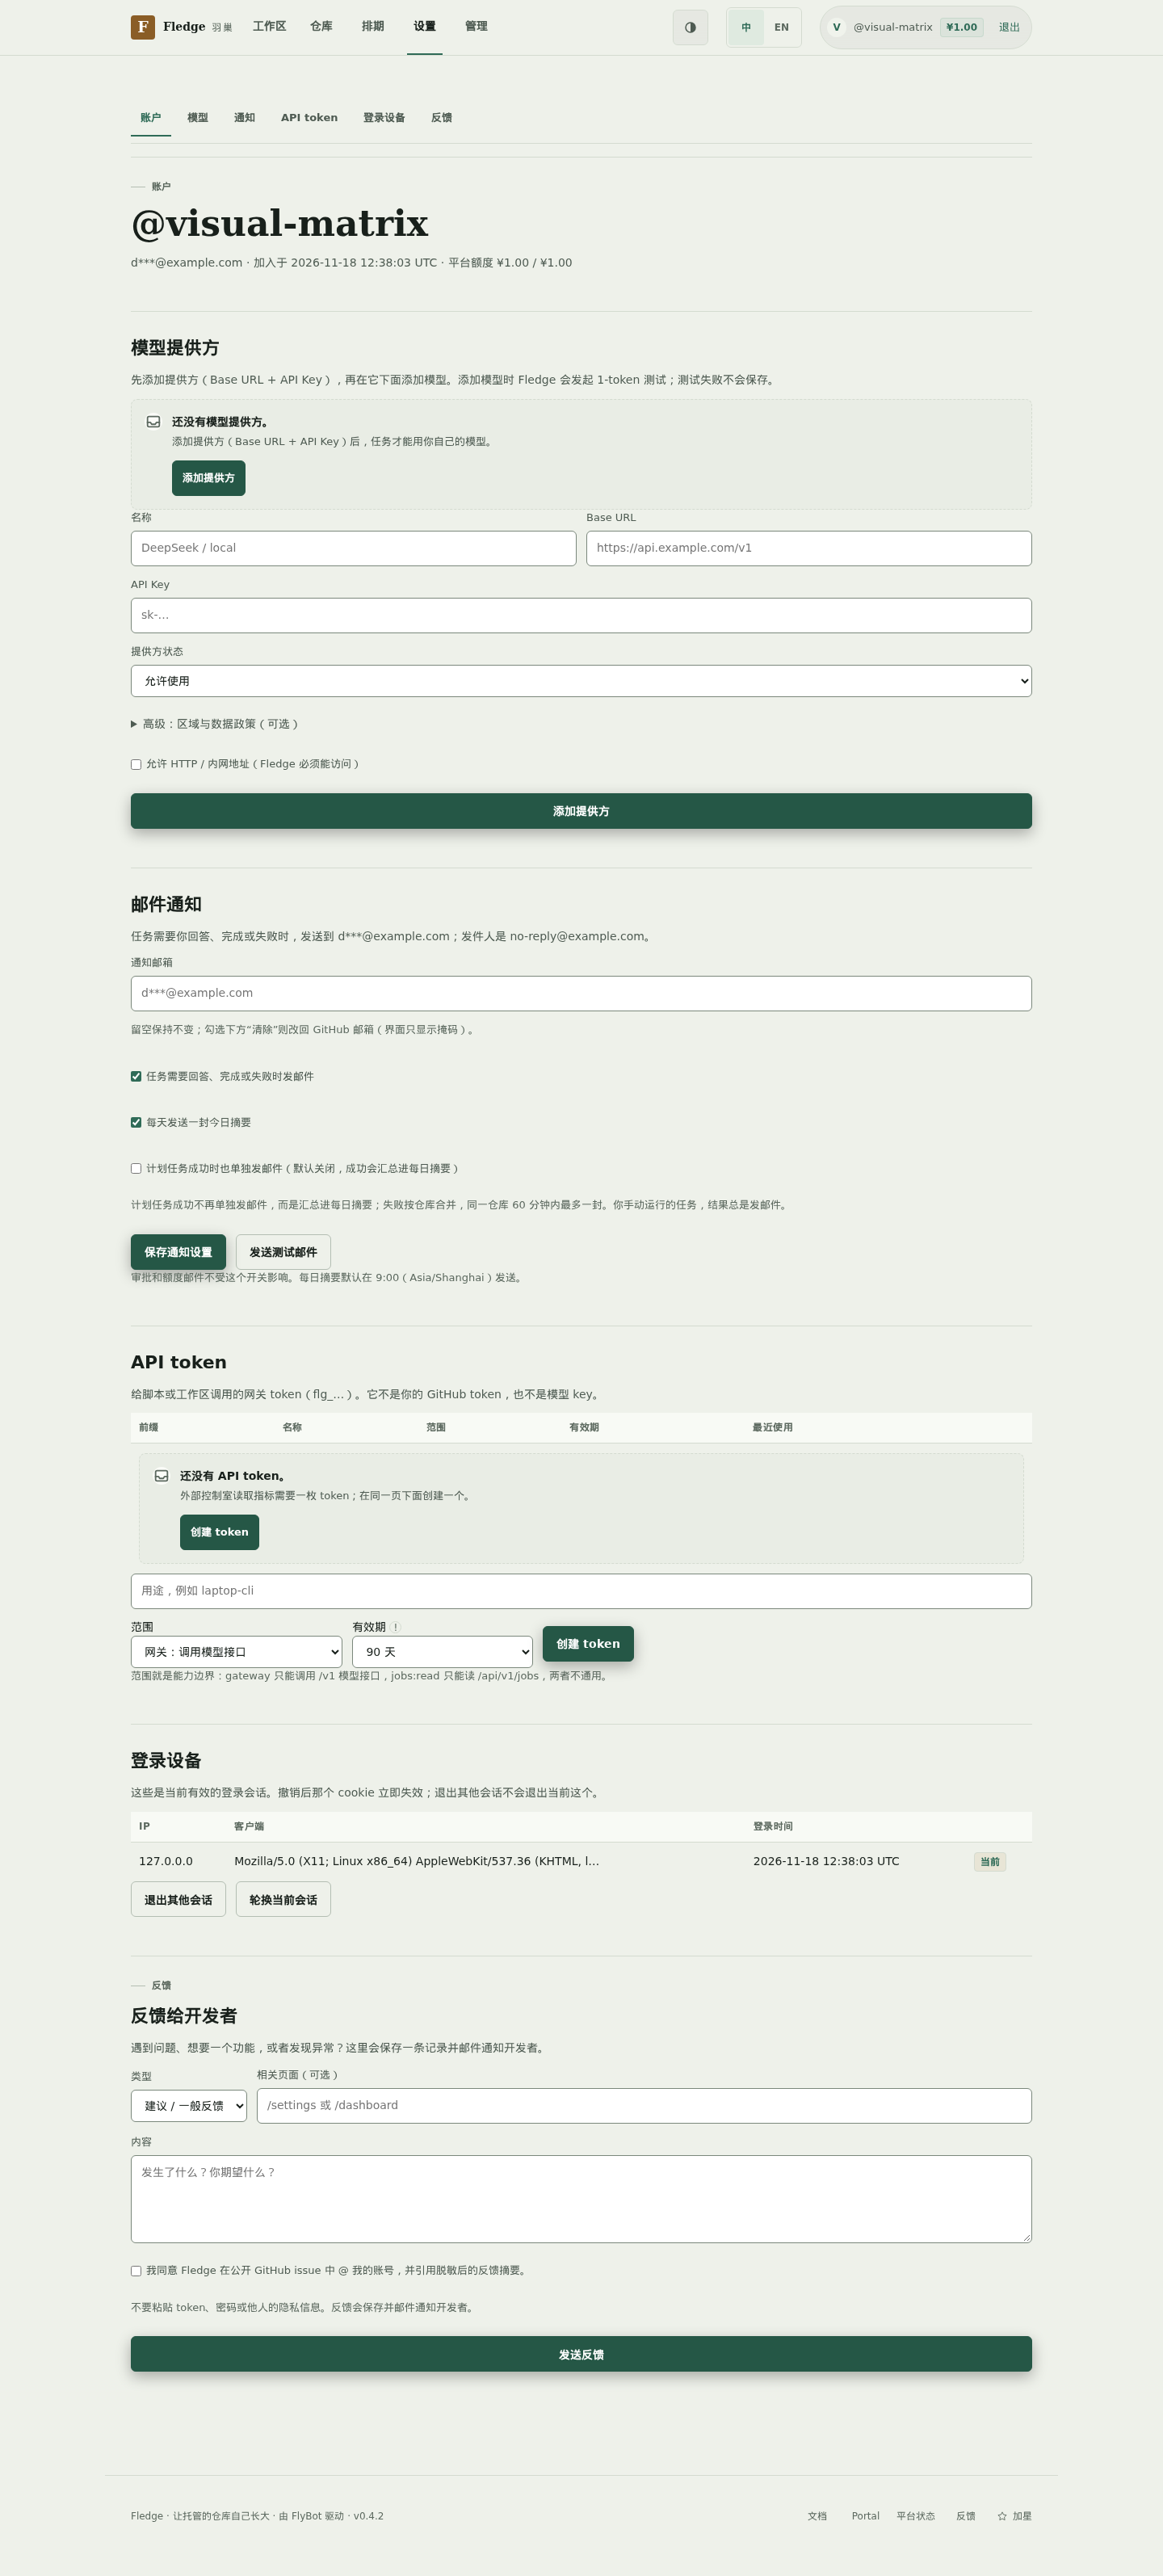 F Fledge 羽巢 工作区 仓库 排期 设置 管理 中 EN V @visual-matrix ¥1.00 退出
账户 模型 通知 API token 登录设备 反馈
账户
@visual-matrix
d***@example.com · 加入于 2026-11-18 12:38:03 UTC · 平台额度 ¥1.00 / ¥1.00
模型提供方
先添加提供方（Base URL + API Key），再在它下面添加模型。添加模型时 Fledge 会发起 1-token 测试；测试失败不会保存。
还没有模型提供方。
添加提供方（Base URL + API Key）后，任务才能用你自己的模型。
添加提供方
名称 Base URL
DeepSeek / local https://api.example.com/v1
API Key
sk-…
提供方状态
允许使用
高级：区域与数据政策（可选）
允许 HTTP / 内网地址（Fledge 必须能访问）
添加提供方
邮件通知
任务需要你回答、完成或失败时，发送到 d***@example.com；发件人是 no-reply@example.com。
通知邮箱
d***@example.com
留空保持不变；勾选下方“清除”则改回 GitHub 邮箱（界面只显示掩码）。
任务需要回答、完成或失败时发邮件
每天发送一封今日摘要
计划任务成功时也单独发邮件（默认关闭，成功会汇总进每日摘要）
计划任务成功不再单独发邮件，而是汇总进每日摘要；失败按仓库合并，同一仓库 60 分钟内最多一封。你手动运行的任务，结果总是发邮件。
保存通知设置 发送测试邮件
审批和额度邮件不受这个开关影响。每日摘要默认在 9:00（Asia/Shanghai）发送。
API token
给脚本或工作区调用的网关 token（flg_…）。它不是你的 GitHub token，也不是模型 key。
前缀 名称 范围 有效期 最近使用
还没有 API token。
外部控制室读取指标需要一枚 token；在同一页下面创建一个。
创建 token
用途，例如 laptop-cli
范围 有效期 !
网关：调用模型接口 90 天 创建 token
范围就是能力边界：gateway 只能调用 /v1 模型接口，jobs:read 只能读 /api/v1/jobs，两者不通用。
登录设备
这些是当前有效的登录会话。撤销后那个 cookie 立即失效；退出其他会话不会退出当前这个。
IP 客户端 登录时间
127.0.0.0 Mozilla/5.0 (X11; Linux x86_64) AppleWebKit/537.36 (KHTML, l… 2026-11-18 12:38:03 UTC 当前
退出其他会话 轮换当前会话
反馈
反馈给开发者
遇到问题、想要一个功能，或者发现异常？这里会保存一条记录并邮件通知开发者。
类型 相关页面（可选）
建议 / 一般反馈 /settings 或 /dashboard
内容
发生了什么？你期望什么？
我同意 Fledge 在公开 GitHub issue 中 @ 我的账号，并引用脱敏后的反馈摘要。
不要粘贴 token、密码或他人的隐私信息。反馈会保存并邮件通知开发者。
发送反馈
Fledge · 让托管的仓库自己长大 · 由 FlyBot 驱动 · v0.4.2 文档 Portal 平台状态 反馈 加星